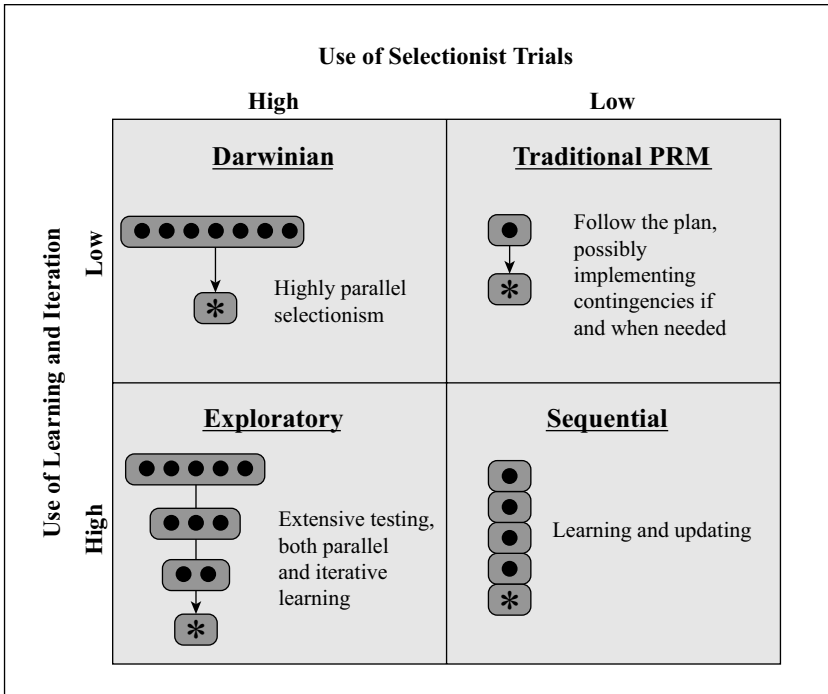 Use of Selectionist Trials
High
Low
Use of Learning and Iteration
Low
High
Darwinian
*
Highly parallel
selectionism
Traditional PRM
*
Follow the plan,
possibly
implementing
contingencies if
and when needed
Exploratory
*
Extensive testing,
both parallel
and iterative
learning
Sequential
*
Learning and updating